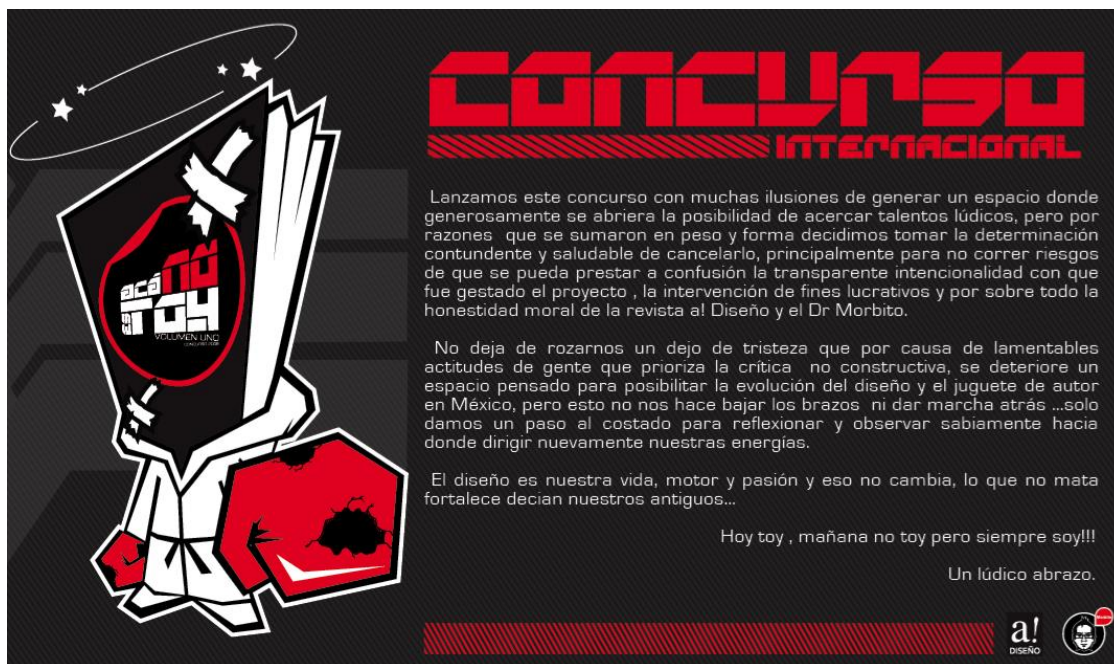 CONCURSO
INTERNACIONAL
acá NO
es TOY
VOLUMEN UNO
CONCURSO 2008
Lanzamos este concurso con muchas ilusiones de generar un espacio donde
generosamente se abriera la posibilidad de acercar talentos lúdicos, pero por
razones que se sumaron en peso y forma decidimos tomar la determinación
contundente y saludable de cancelarlo, principalmente para no correr riesgos
de que se pueda prestar a confusión la transparente intencionalidad con que
fue gestado el proyecto , la intervención de fines lucrativos y por sobre todo la
honestidad moral de la revista a! Diseño y el Dr Morbito.
No deja de rozarnos un dejo de tristeza que por causa de lamentables
actitudes de gente que prioriza la crítica no constructiva, se deteriore un
espacio pensado para posibilitar la evolución del diseño y el juguete de autor
en México, pero esto no nos hace bajar los brazos ni dar marcha atrás ...solo
damos un paso al costado para reflexionar y observar sabiamente hacia
donde dirigir nuevamente nuestras energías.
El diseño es nuestra vida, motor y pasión y eso no cambia, lo que no mata
fortalece decian nuestros antiguos...
Hoy toy , mañana no toy pero siempre soy!!!
Un lúdico abrazo.
a!
DISEÑO